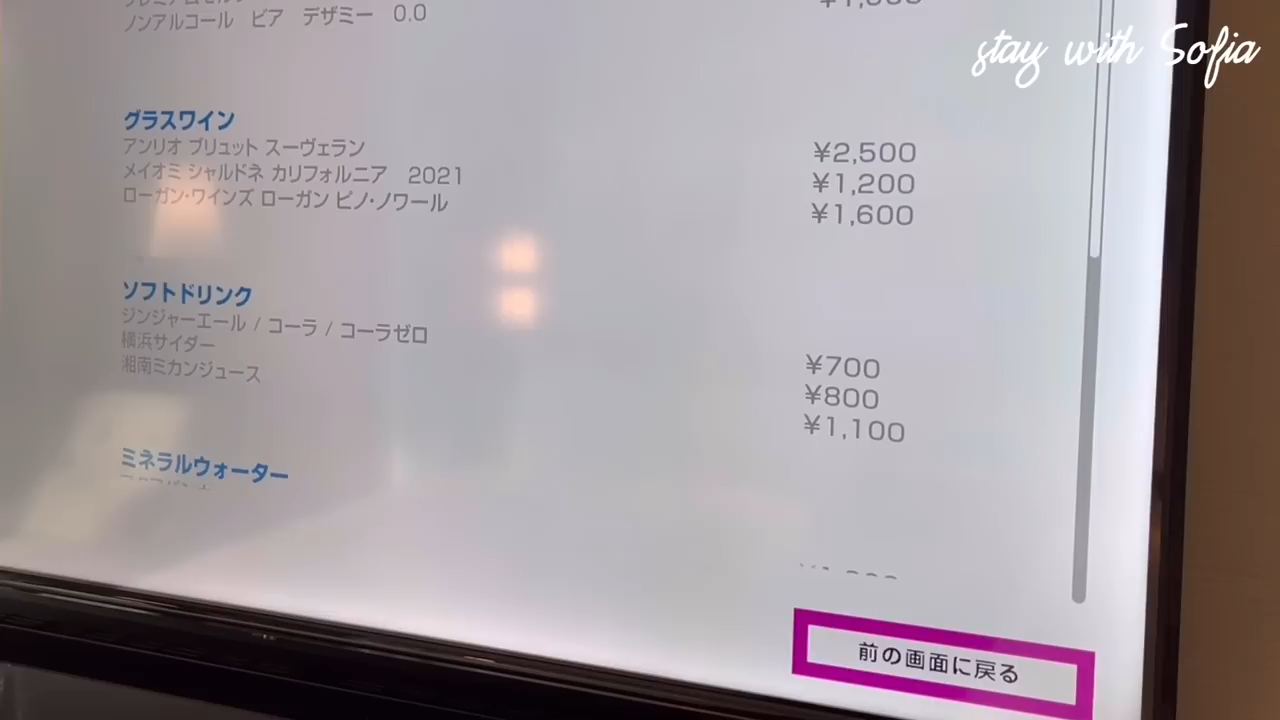 stay with Sofia
ノンアルコール ビア デザミー 0.0
グラスワイン
アンリオ ブリュット スーヴェラン ¥2,500
メイオミ シャルドネ カリフォルニア 2021 ¥1,200
ローガン・ワインズ ローガン ピノ・ノワール ¥1,600
ソフトドリンク
ジンジャーエール / コーラ / コーラゼロ ¥700
横浜サイダー ¥800
湘南ミカンジュース ¥1,100
ミネラルウォーター
前の画面に戻る